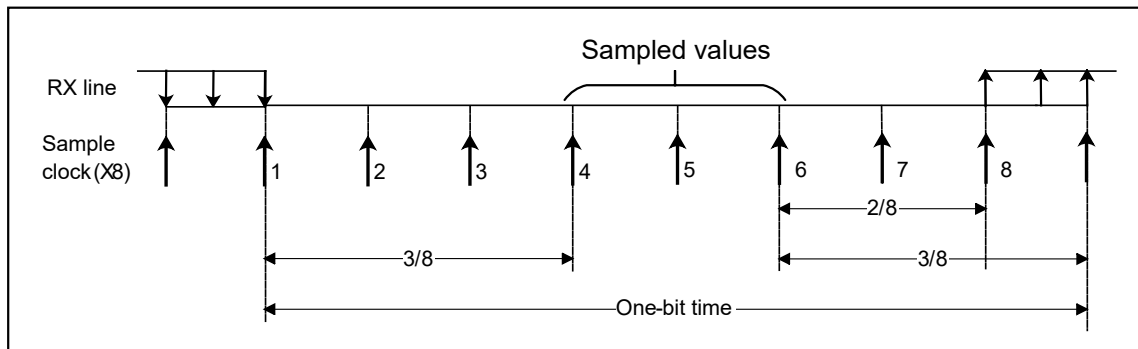 Sampled values
RX line
Sample
clock(X8)
1 2 3 4 5 6 7 8
2/8
3/8 3/8
One-bit time